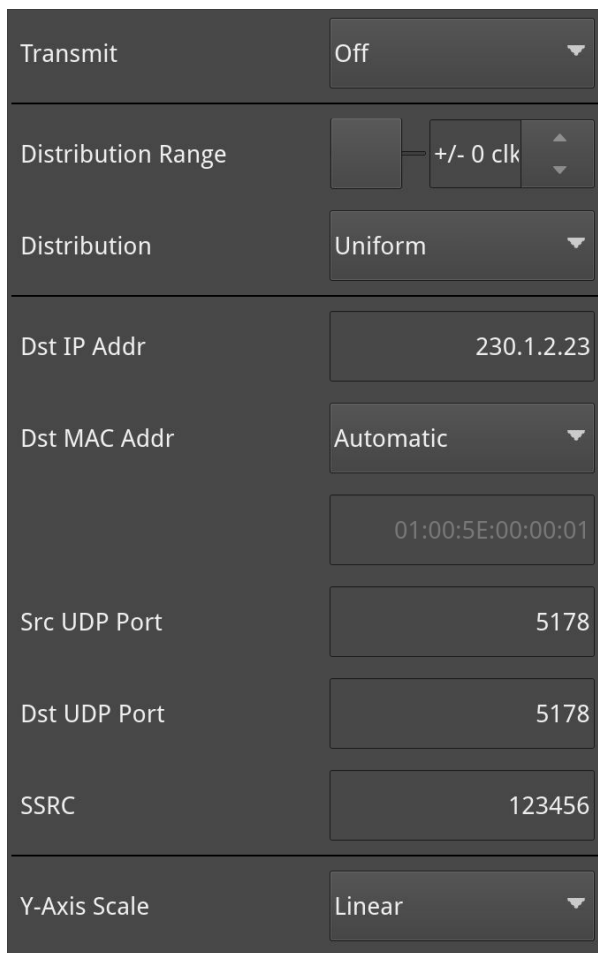 Transmit Off
Distribution Range +/- 0 clk
Distribution Uniform
Dst IP Addr 230.1.2.23
Dst MAC Addr Automatic
01:00:5E:00:00:01
Src UDP Port 5178
Dst UDP Port 5178
SSRC 123456
Y-Axis Scale Linear